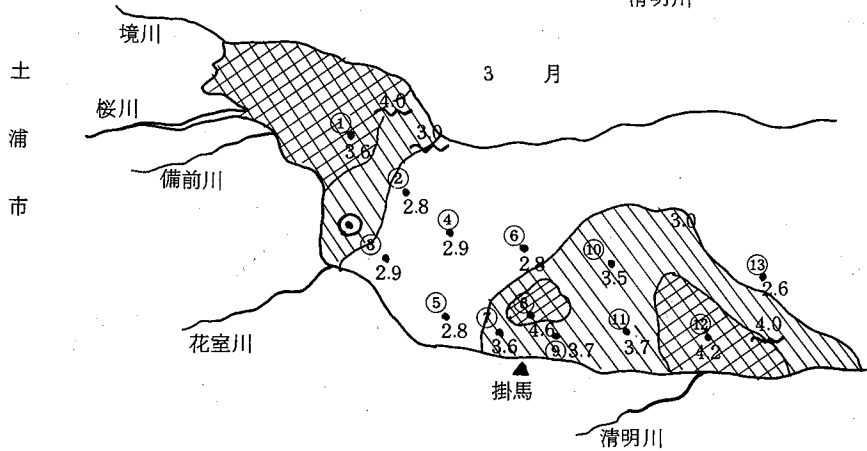 清明川
境川
3 月
土浦市
桜川
備前川
4.0
3.0
① 3.6
② 2.8
③ 2.9
④ 2.9
⑤ 2.8
⑥ 2.8
⑦ 3.6
⑧ 4.6
⑨ 3.7
⑩ 3.5
⑪ 3.7
⑫ 4.2
⑬ 2.6
3.0
4.0
花室川
掛馬
清明川